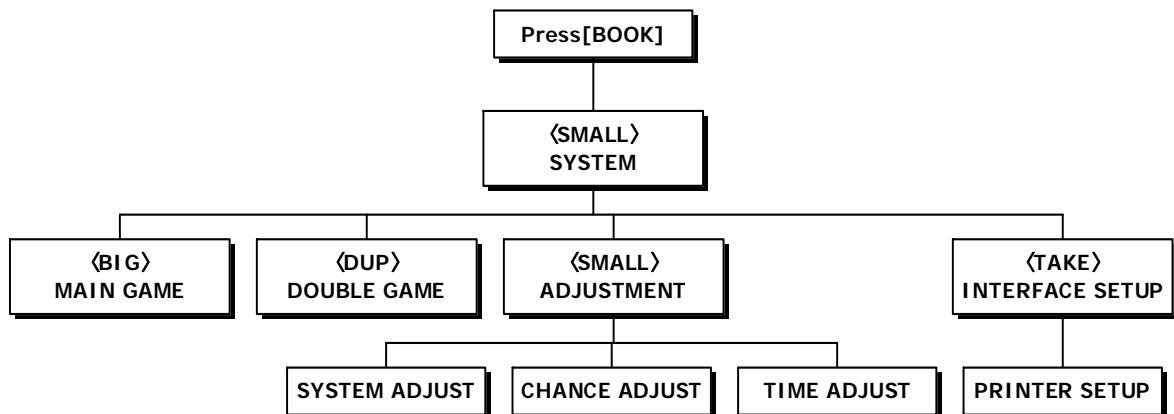 Press[BOOK]
〈SMALL〉
SYSTEM
〈BIG〉
MAIN GAME
〈DUP〉
DOUBLE GAME
〈SMALL〉
ADJUSTMENT
〈TAKE〉
INTERFACE SETUP
SYSTEM ADJUST
CHANCE ADJUST
TIME ADJUST
PRINTER SETUP